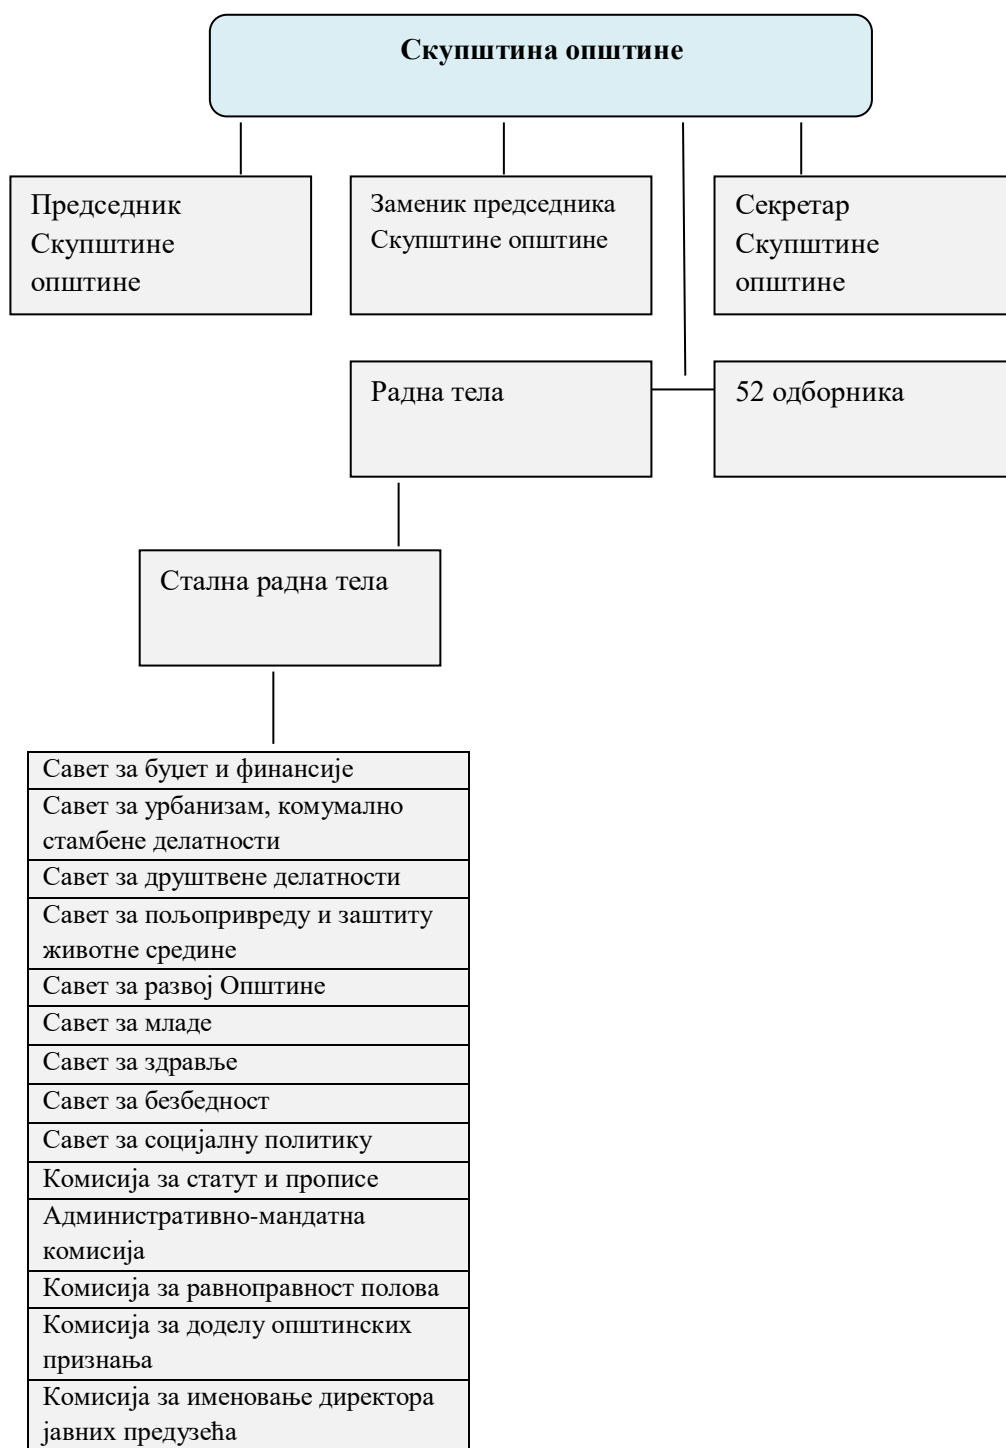 Скупштина општине
Председник
Скупштине
општине
Заменик председника
Скупштине општине
Секретар
Скупштине
општине
Радна тела
52 одборника
Стална радна тела
Савет за буџет и финансије
Савет за урбанизам, комумално
стамбене делатности
Савет за друштвене делатности
Савет за пољопривреду и заштиту
животне средине
Савет за развој Општине
Савет за младе
Савет за здравље
Савет за безбедност
Савет за социјалну политику
Комисија за статут и прописе
Административно-мандатна
комисија
Комисија за равноправност полова
Комисија за доделу општинских
признања
Комисија за именовање директора
јавних предузећа